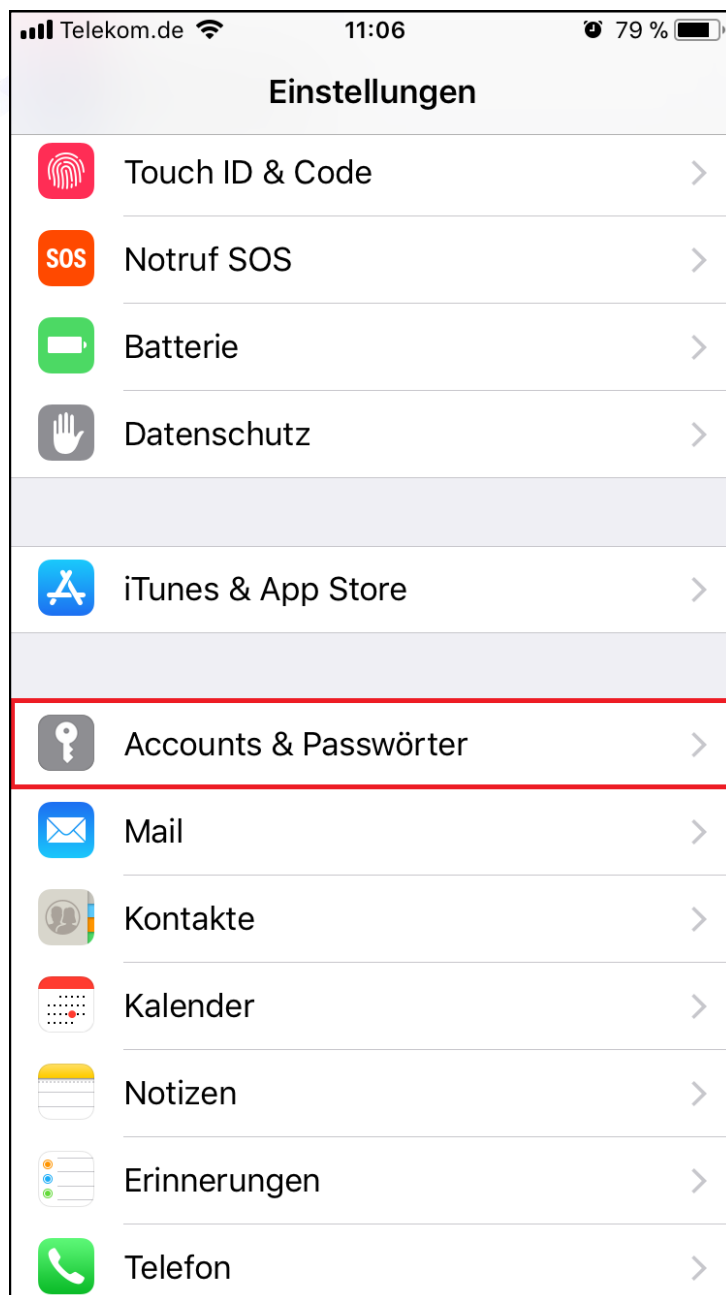 Telekom.de 11:06 79 %
Einstellungen
Touch ID & Code
SOS Notruf SOS
Batterie
Datenschutz
iTunes & App Store
Accounts & Passwörter
Mail
Kontakte
Kalender
Notizen
Erinnerungen
Telefon